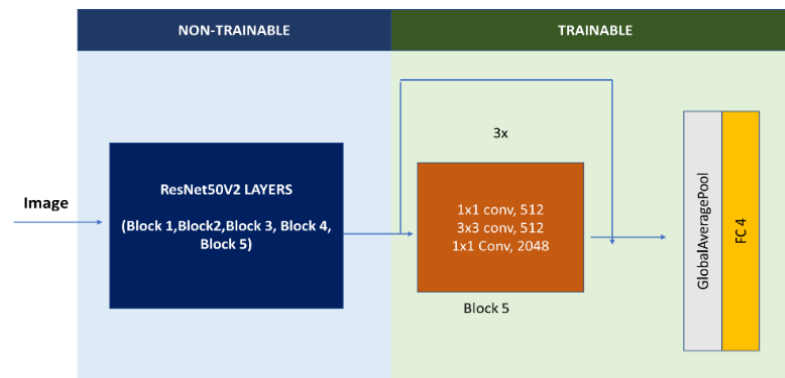 NON-TRAINABLE
TRAINABLE
3x
Image
ResNet50V2 LAYERS
(Block 1,Block2,Block 3, Block 4,
Block 5)
1x1 conv, 512
3x3 conv, 512
1x1 Conv, 2048
Block 5
GlobalAveragePool
FC 4